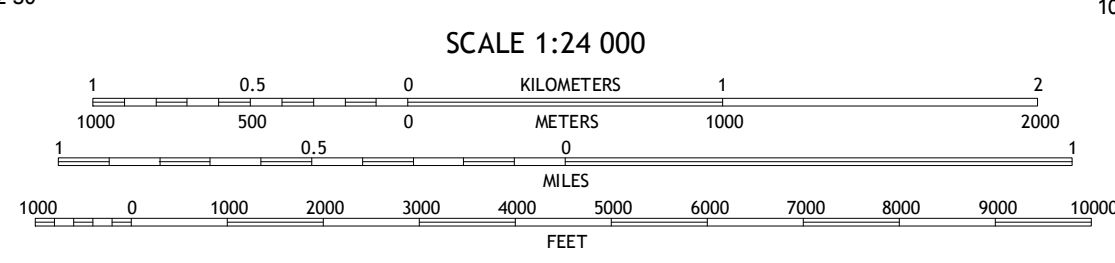 SCALE 1:24 000
1 0.5 0 KILOMETERS 1 2
1000 500 0 METERS 1000 2000
1 0.5 0 1
MILES
1000 0 1000 2000 3000 4000 5000 6000 7000 8000 9000 10000
FEET